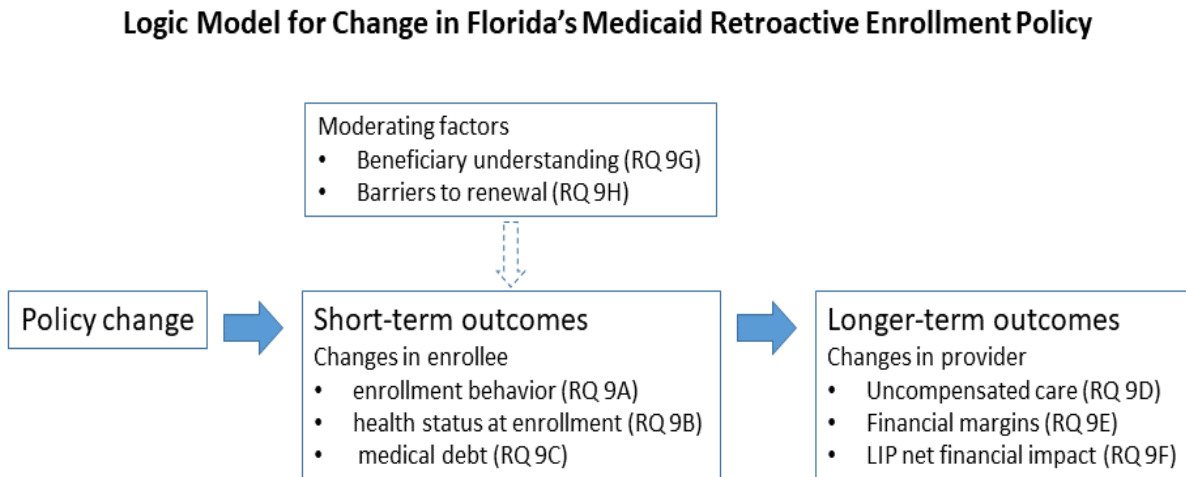 Logic Model for Change in Florida's Medicaid Retroactive Enrollment Policy
Moderating factors
• Beneficiary understanding (RQ 9G)
• Barriers to renewal (RQ 9H)
Policy change
Short-term outcomes
Changes in enrollee
• enrollment behavior (RQ 9A)
• health status at enrollment (RQ 9B)
• medical debt (RQ 9C)
Longer-term outcomes
Changes in provider
• Uncompensated care (RQ 9D)
• Financial margins (RQ 9E)
• LIP net financial impact (RQ 9F)